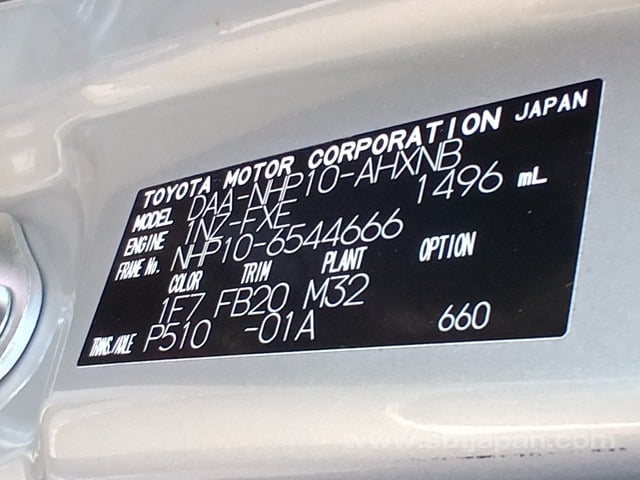 TOYOTA MOTOR CORPORATION JAPAN
MODEL DAA-NHP10-AHXNB
ENGINE 1NZ-FXE 1496 mL
FRAME No. NHP10-6544666
COLOR TRIM PLANT OPTION
1E7 FB20 M32
TRANS./AXLE P510 -01A 660
www.sbtjapan.com